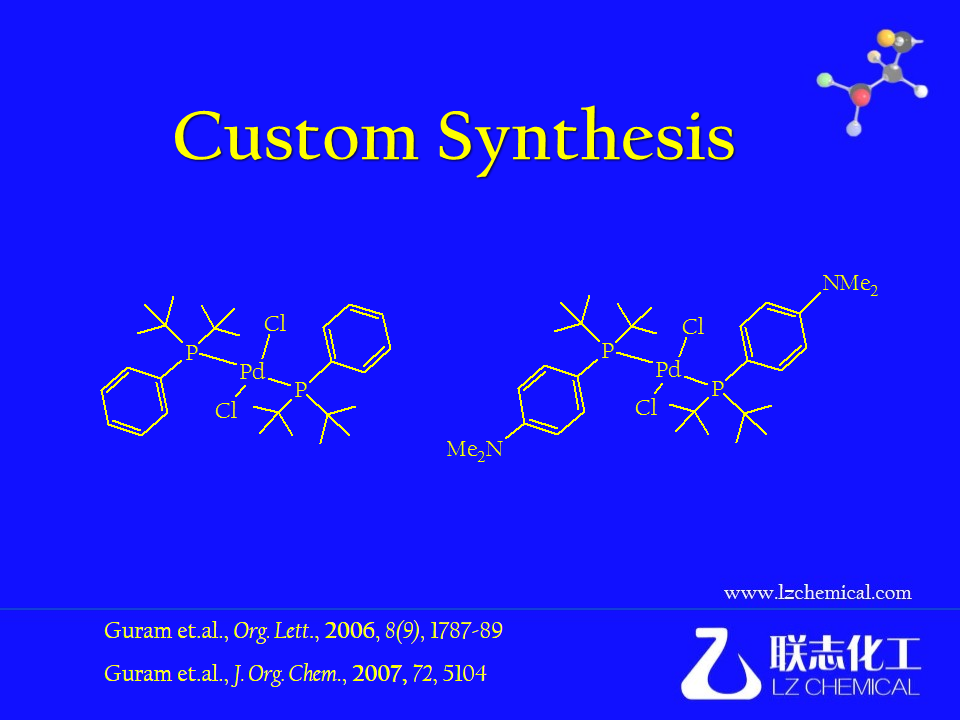 Custom Synthesis
Cl
P
Pd
P
Cl
NMe2
Cl
P
Pd
P
Cl
Me2N
www.lzchemical.com
Guram et.al., Org. Lett., 2006, 8(9), 1787-89
Guram et.al., J. Org. Chem., 2007, 72, 5104
联志化工
LZ CHEMICAL